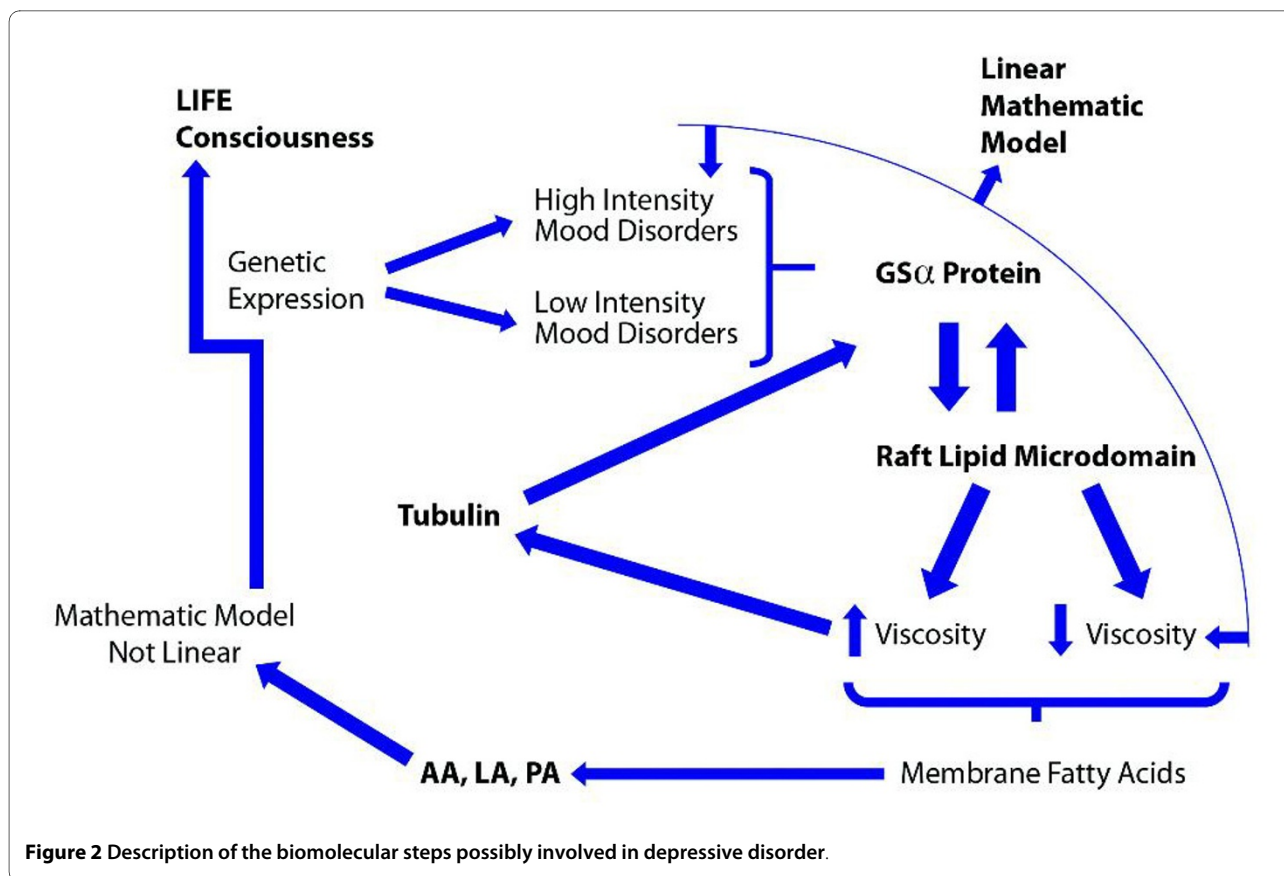 LIFE
Consciousness
Linear
Mathematic
Model
High Intensity
Mood Disorders
Genetic
Expression
Low Intensity
Mood Disorders
GSα Protein
Raft Lipid Microdomain
Tubulin
Viscosity
Viscosity
Mathematic Model
Not Linear
AA, LA, PA
Membrane Fatty Acids
Figure 2 Description of the biomolecular steps possibly involved in depressive disorder.